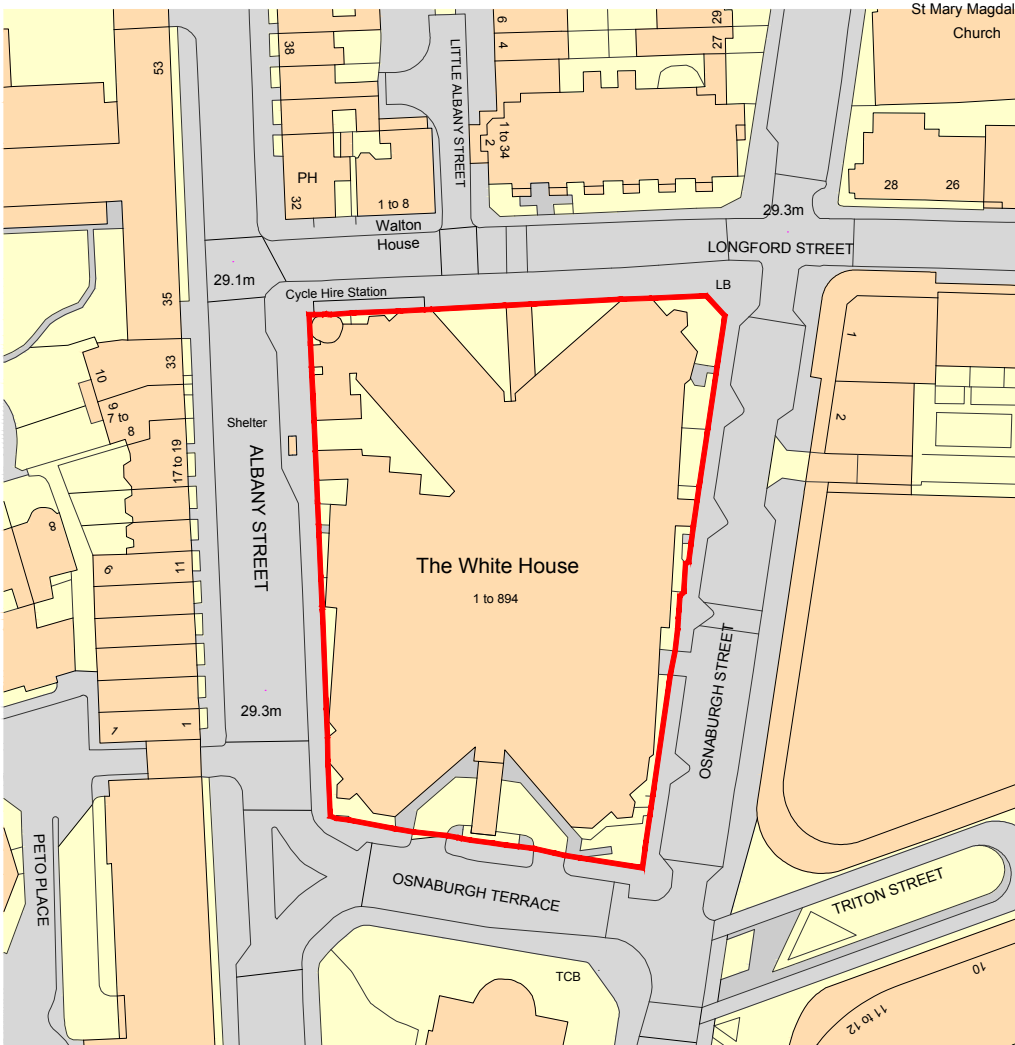 St Mary Magdal
Church
53
38
6
4
29
27
LITTLE ALBANY STREET
1 to 34
2
PH
32
1 to 8
Walton
House
28
26
29.3m
LONGFORD STREET
29.1m
Cycle Hire Station
LB
35
33
10
9
7 to
8
17 to 19
Shelter
ALBANY STREET
1
2
8
The White House
1 to 894
6
11
OSNABURGH STREET
29.3m
7
1
PETO PLACE
OSNABURGH TERRACE
TRITON STREET
TCB
10
11 to 12